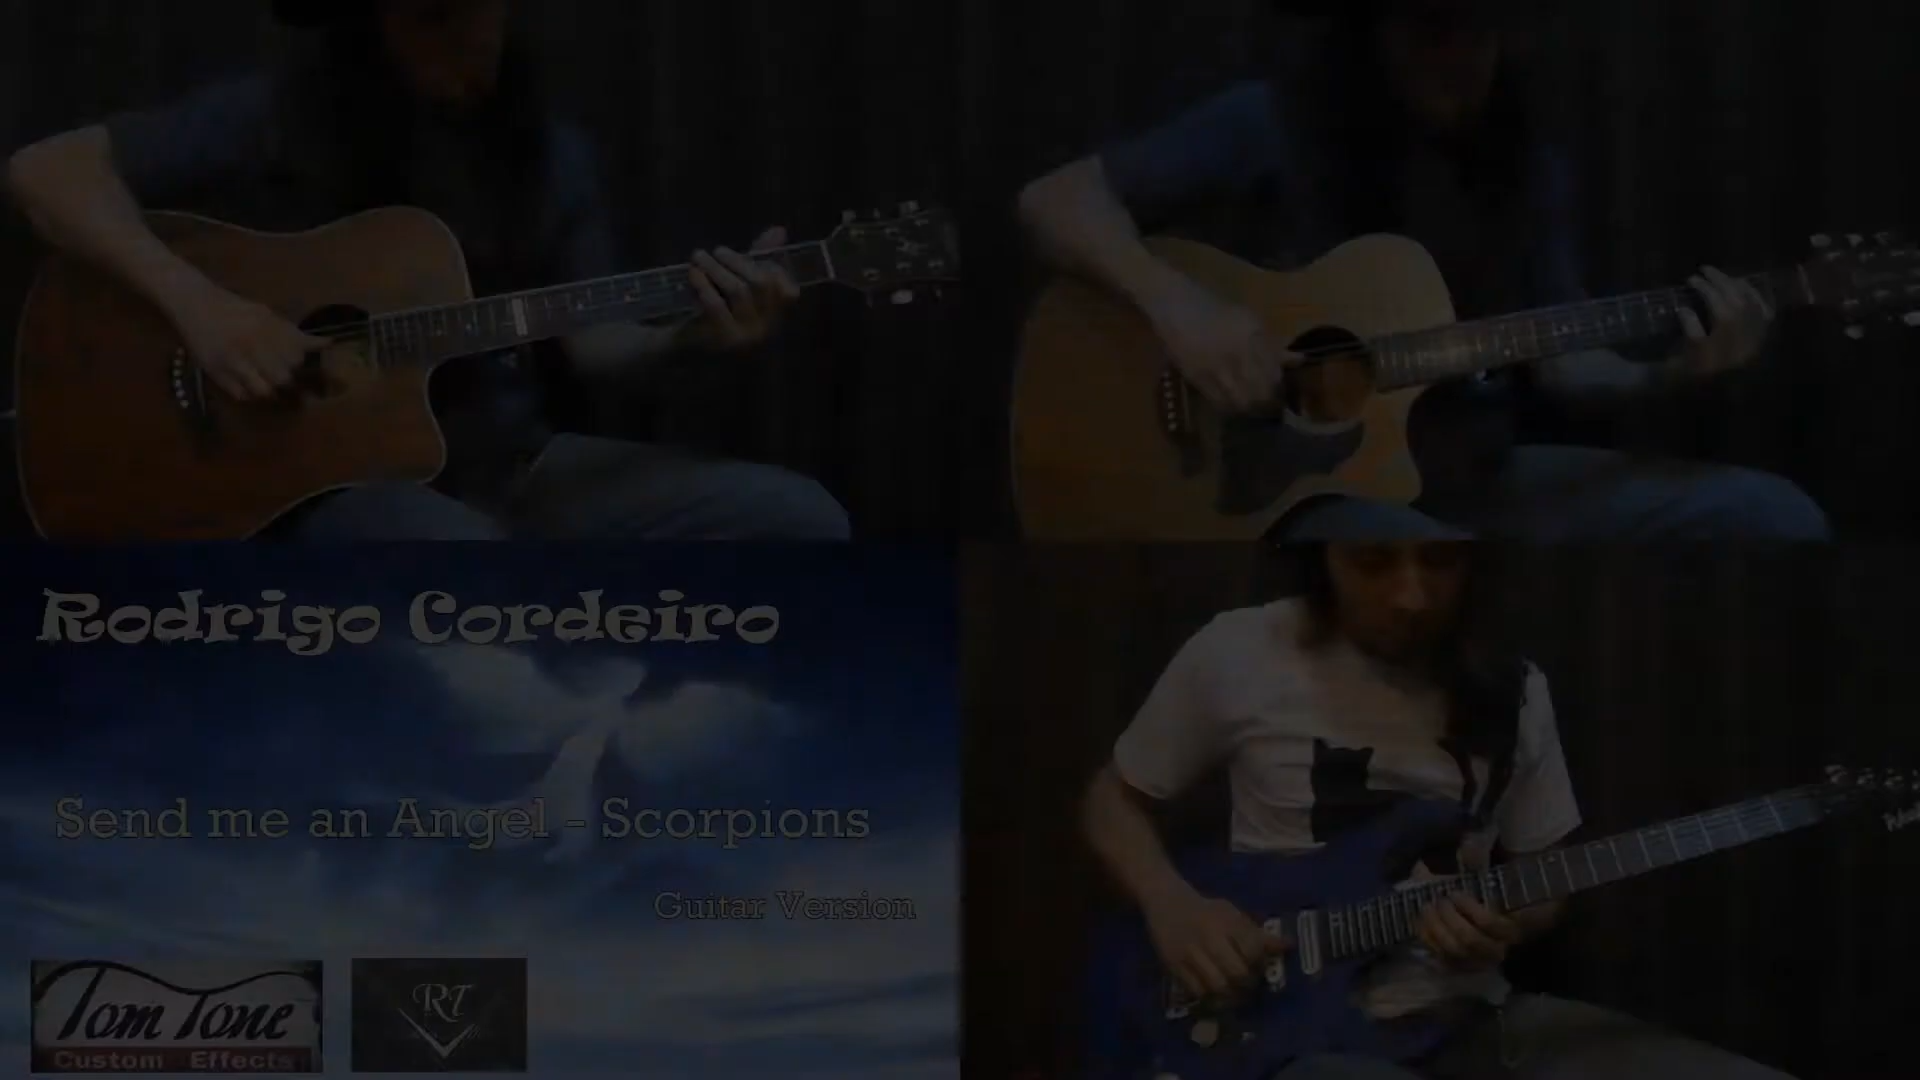 Rodrigo Cordeiro
Send me an Angel - Scorpions
Guitar Version
Tom Tone
Custom Effects
RT